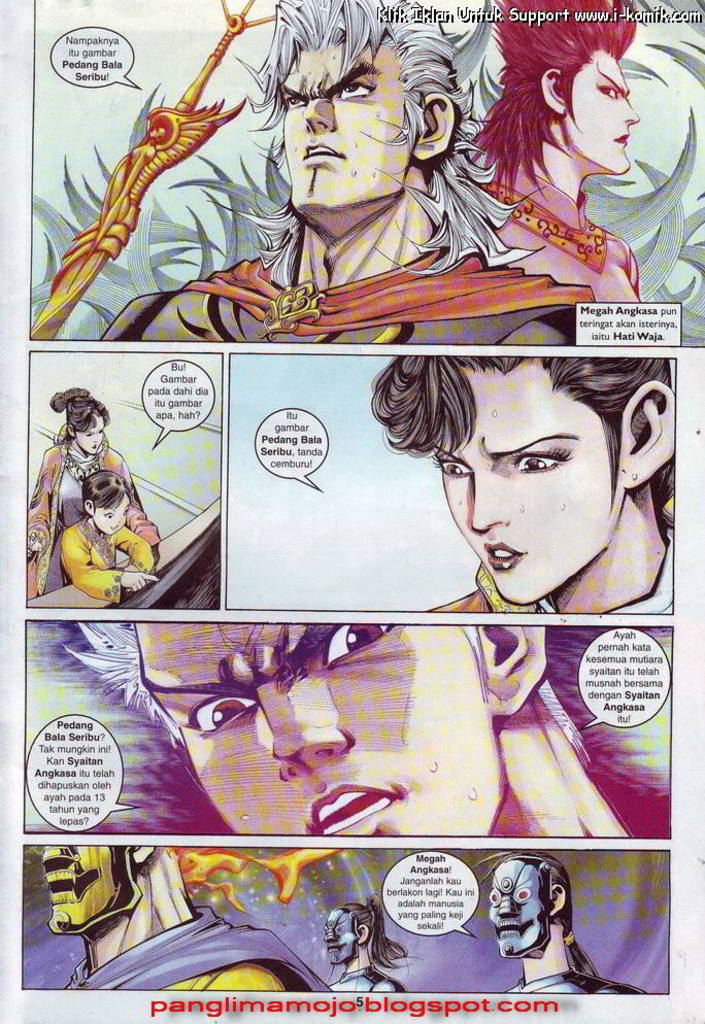 Klik Iklan Untuk Support www.i-komik.com
Nampaknya
itu gambar
Pedang Bala
Seribu!
Megah Angkasa pun
teringat akan isterinya,
iaitu Hati Waja.
Bu!
Gambar
pada dahi dia
itu gambar
apa, hah?
Itu
gambar
Pedang Bala
Seribu, tanda
cemburu!
Ayah
pernah kata
kesemua mutiara
syaitan itu telah
musnah bersama
dengan Syaitan
Angkasa
itu!
Pedang
Bala Seribu?
Tak mungkin ini!
Kan Syaitan
Angkasa itu telah
dihapuskan oleh
ayah pada 13
tahun yang
lepas?
Megah
Angkasa!
Janganlah kau
berlakon lagi! Kau ini
adalah manusia
yang paling keji
sekali!
5
panglimamojo.blogspot.com